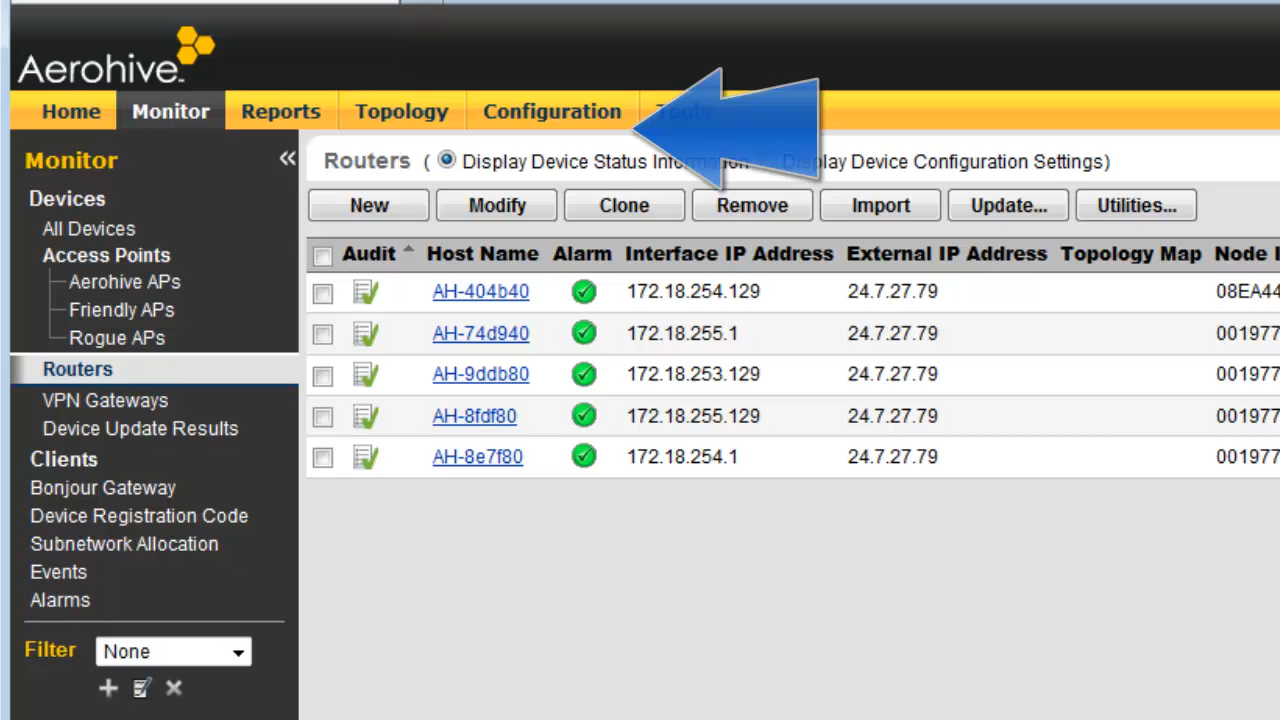 Aerohive
Home Monitor Reports Topology Configuration Tools
Monitor «
Devices
All Devices
Access Points
Aerohive APs
Friendly APs
Rogue APs
Routers
VPN Gateways
Device Update Results
Clients
Bonjour Gateway
Device Registration Code
Subnetwork Allocation
Events
Alarms
Filter None
Routers ( Display Device Status Information Display Device Configuration Settings)
New Modify Clone Remove Import Update... Utilities...
Audit Host Name Alarm Interface IP Address External IP Address Topology Map Node
AH-404b40 172.18.254.129 24.7.27.79 08EA44
AH-74d940 172.18.255.1 24.7.27.79 001977
AH-9ddb80 172.18.253.129 24.7.27.79 001977
AH-8fdf80 172.18.255.129 24.7.27.79 001977
AH-8e7f80 172.18.254.1 24.7.27.79 001977